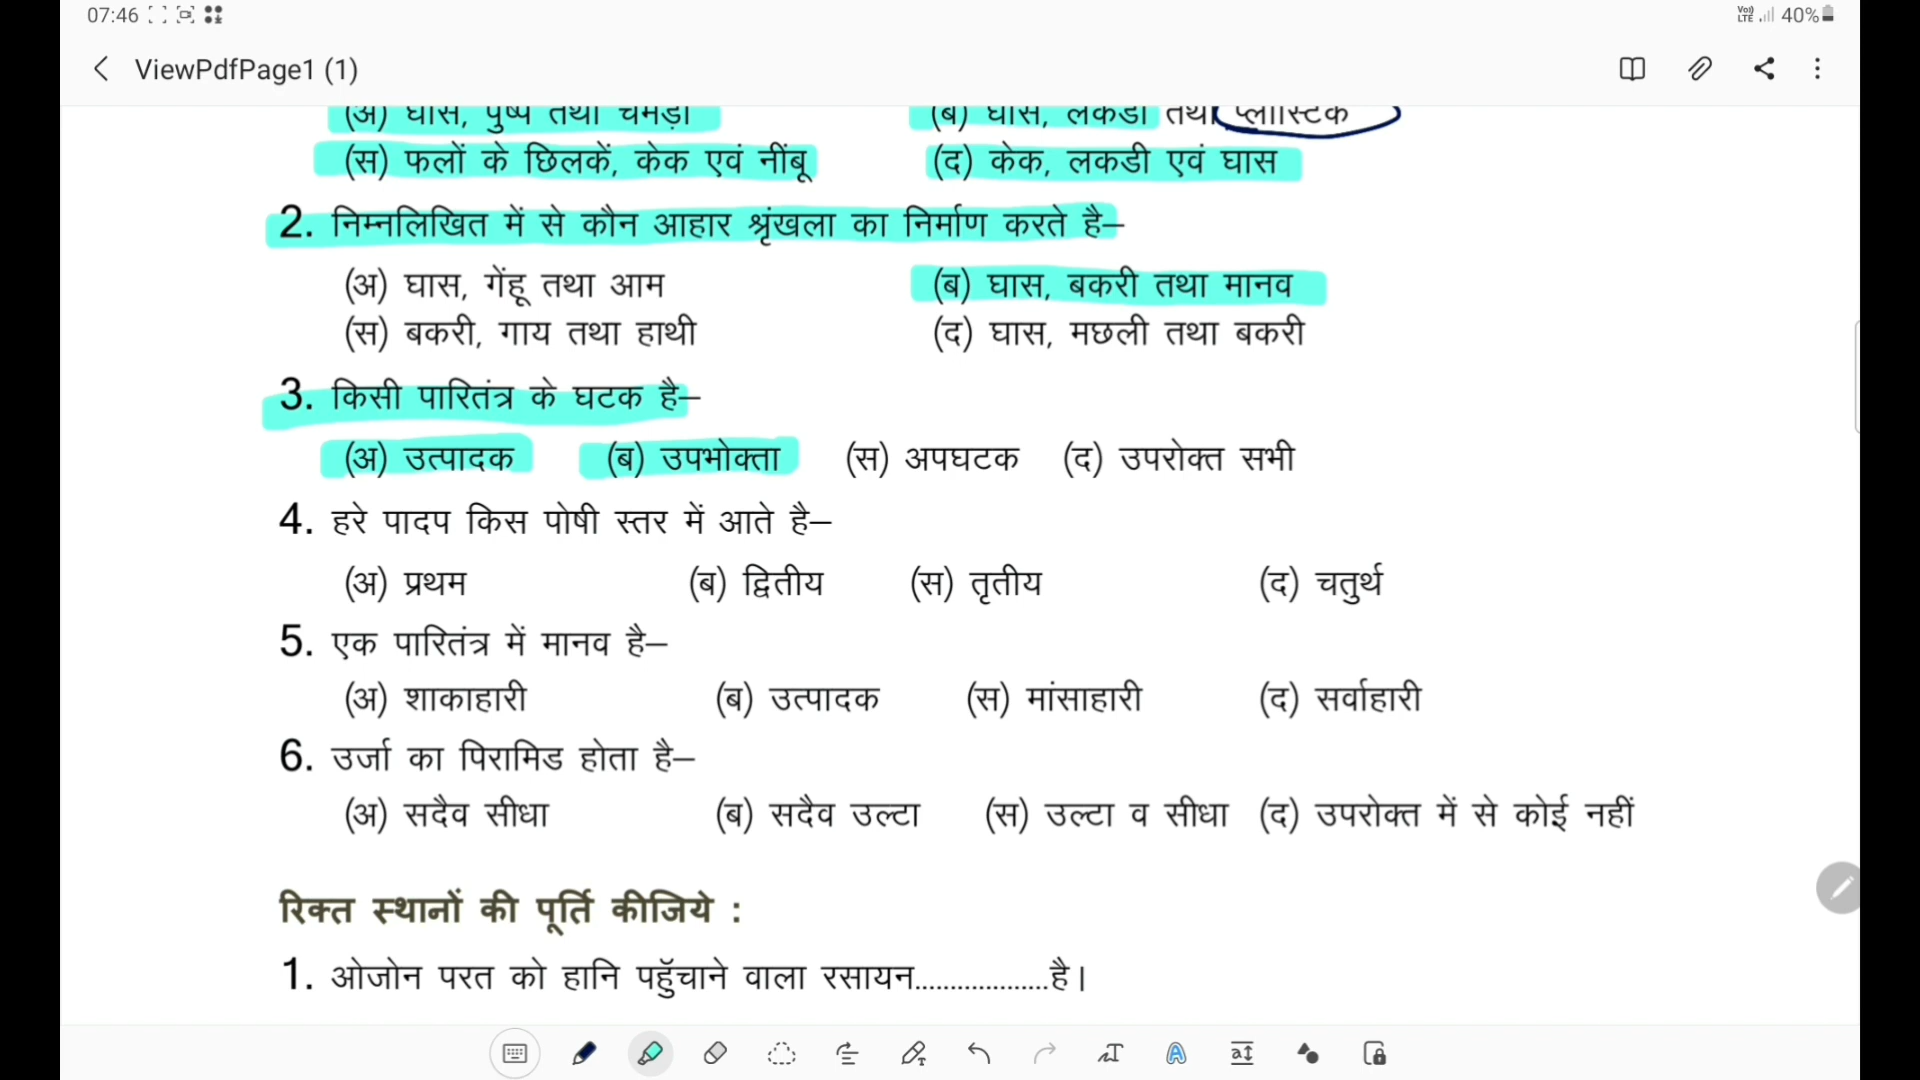 07:46
Vo)) LTE 40%
ViewPdfPage1 (1)
(अ) घास, पुष्प तथा चमड़ा (ब) घास, लकडी तथा प्लास्टिक
(स) फलों के छिलकें, केक एवं नींबू (द) केक, लकडी एवं घास
2. निम्नलिखित में से कौन आहार श्रृंखला का निर्माण करते है–
(अ) घास, गेंहू तथा आम (ब) घास, बकरी तथा मानव
(स) बकरी, गाय तथा हाथी (द) घास, मछली तथा बकरी
3. किसी पारितंत्र के घटक है–
(अ) उत्पादक (ब) उपभोक्ता (स) अपघटक (द) उपरोक्त सभी
4. हरे पादप किस पोषी स्तर में आते है–
(अ) प्रथम (ब) द्वितीय (स) तृतीय (द) चतुर्थ
5. एक पारितंत्र में मानव है–
(अ) शाकाहारी (ब) उत्पादक (स) मांसाहारी (द) सर्वाहारी
6. उर्जा का पिरामिड होता है–
(अ) सदैव सीधा (ब) सदैव उल्टा (स) उल्टा व सीधा (द) उपरोक्त में से कोई नहीं
रिक्त स्थानों की पूर्ति कीजिये :
1. ओजोन परत को हानि पहुॅचाने वाला रसायन...................है।